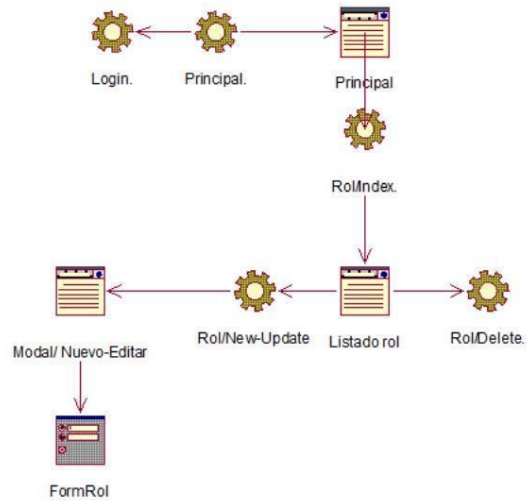 Login.
Principal.
Principal
Rol/Index.
Modal/ Nuevo-Editar
Rol/New-Update
Listado rol
Rol/Delete.
FormRol